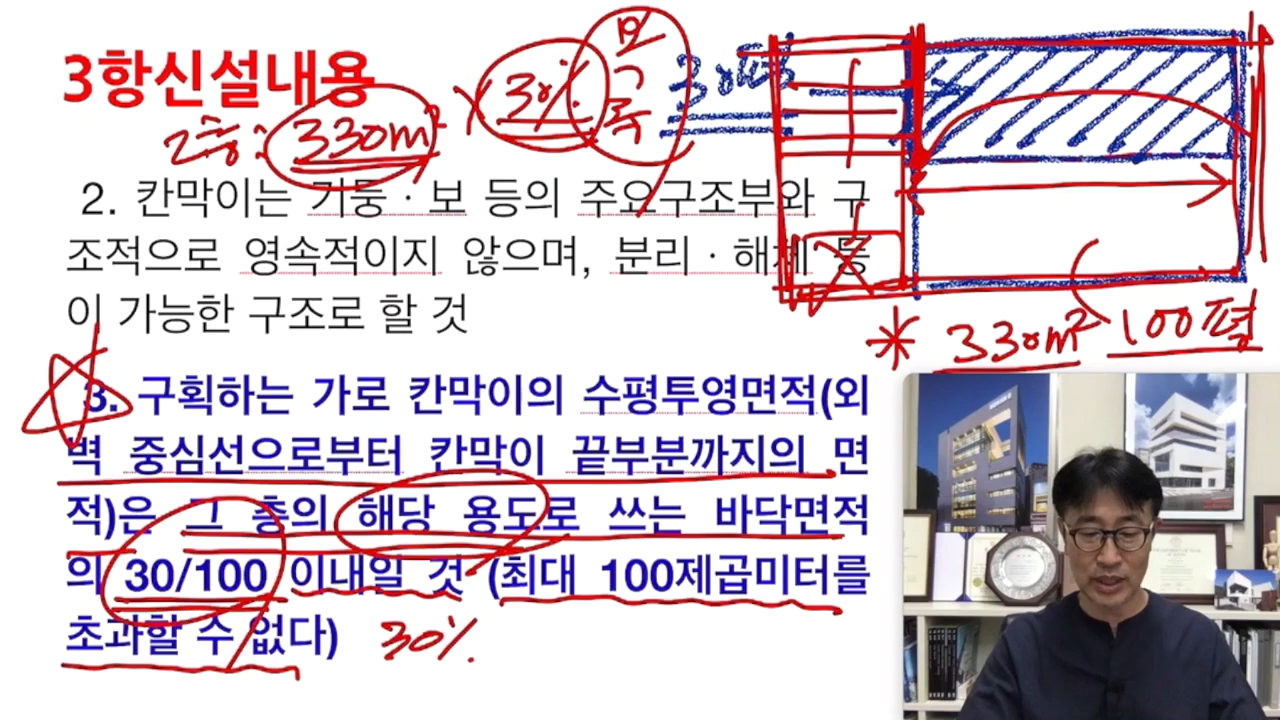 3항신설내용
2층: 330m² × 30%
30평
2. 칸막이는 기둥 · 보 등의 주요구조부와 구
조적으로 영속적이지 않으며, 분리 · 해체 등
이 가능한 구조로 할 것
* 330m² 100평
3. 구획하는 가로 칸막이의 수평투영면적(외
벽 중심선으로부터 칸막이 끝부분까지의 면
적)은 그 층의 해당 용도로 쓰는 바닥면적
의 30/100 이내일 것 (최대 100제곱미터를
초과할 수 없다)
30%